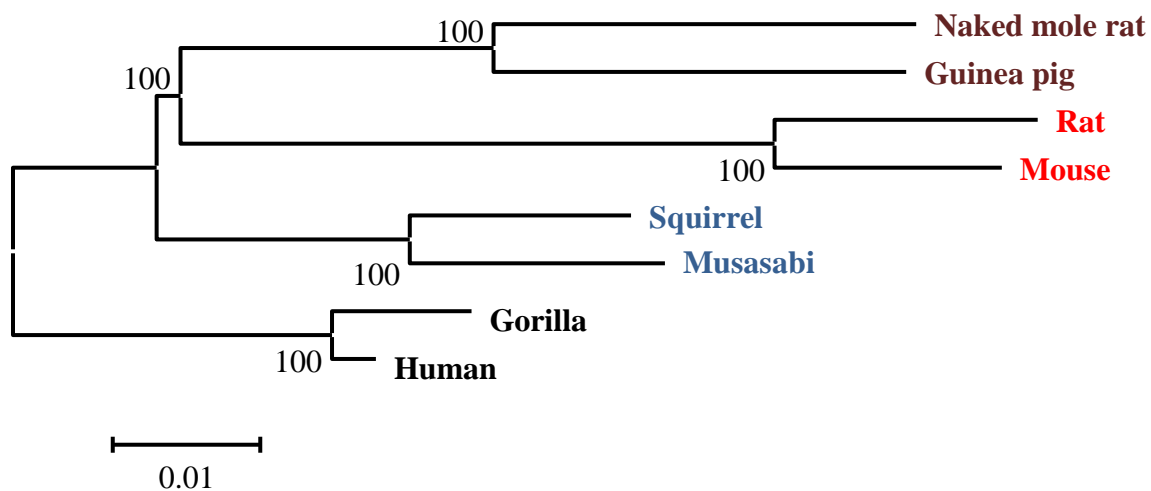 100
Naked mole rat
100
Guinea pig
Rat
100
Mouse
Squirrel
100
Musasabi
Gorilla
100
Human
0.01